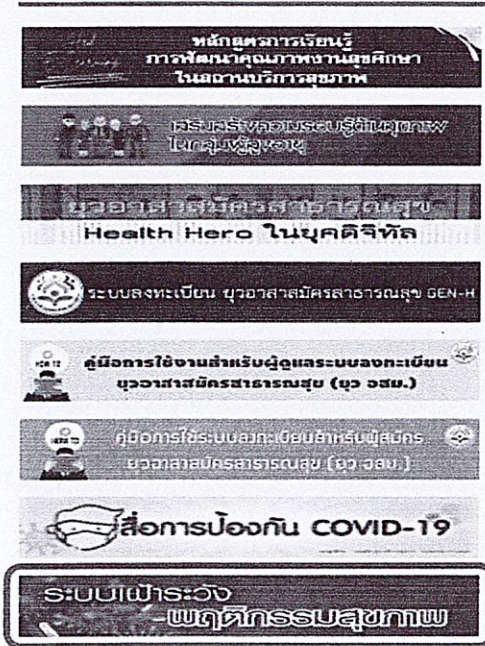 หลักสูตรการเรียนรู้
การพัฒนาคุณภาพงานสุขศึกษา
ในสถานบริการสุขภาพ
เสริมสร้างความรอบรู้ด้านสุขภาพ
ในกลุ่มผู้สูงอายุ
ยุวอาสาสมัครสาธารณสุข
Health Hero ในยุคดิจิทัล
ระบบลงทะเบียน ยุวอาสาสมัครสาธารณสุข GEN-H
HOW TO
คู่มือการใช้งานสำหรับผู้ดูแลระบบลงทะเบียน
ยุวอาสาสมัครสาธารณสุข (ยุว อสม.)
HOW TO
คู่มือการใช้ระบบลงทะเบียนสำหรับผู้สมัคร
ยุวอาสาสมัครสาธารณสุข (ยุว อสม.)
สื่อการป้องกัน COVID-19
ระบบเฝ้าระวัง
พฤติกรรมสุขภาพ